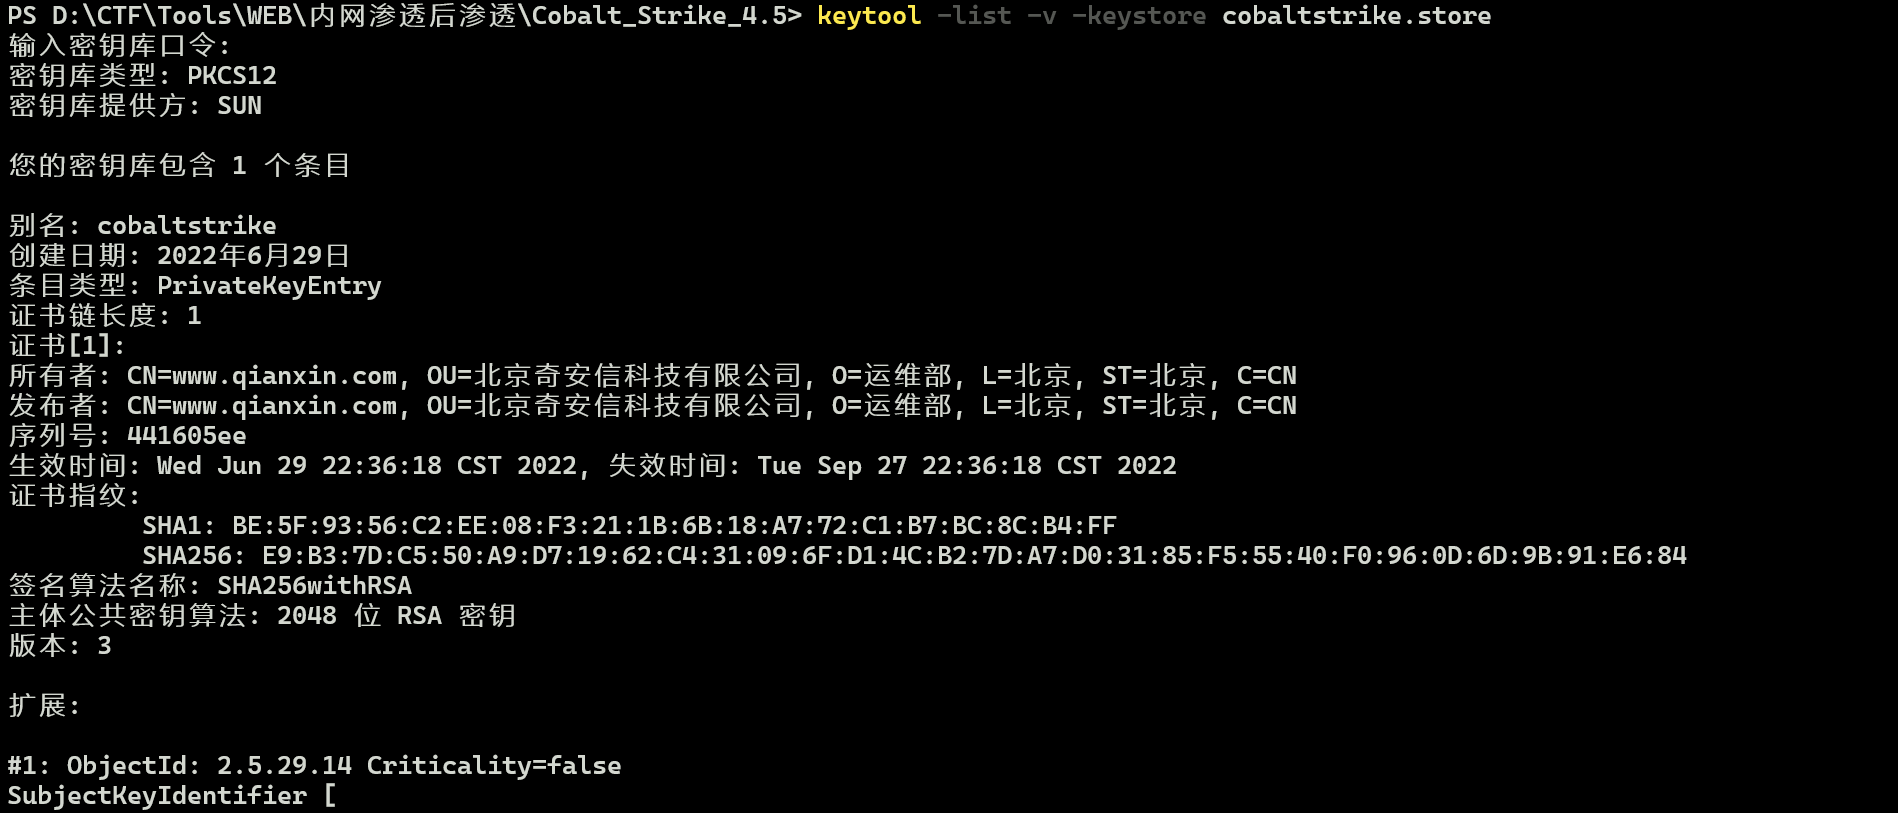 PS D:\CTF\Tools\WEB\内网渗透后渗透\Cobalt_Strike_4.5> keytool -list -v -keystore cobaltstrike.store
输入密钥库口令:
密钥库类型: PKCS12
密钥库提供方: SUN
您的密钥库包含 1 个条目
别名: cobaltstrike
创建日期: 2022年6月29日
条目类型: PrivateKeyEntry
证书链长度: 1
证书[1]:
所有者: CN=www.qianxin.com, OU=北京奇安信科技有限公司, O=运维部, L=北京, ST=北京, C=CN
发布者: CN=www.qianxin.com, OU=北京奇安信科技有限公司, O=运维部, L=北京, ST=北京, C=CN
序列号: 441605ee
生效时间: Wed Jun 29 22:36:18 CST 2022, 失效时间: Tue Sep 27 22:36:18 CST 2022
证书指纹:
SHA1: BE:5F:93:56:C2:EE:08:F3:21:1B:6B:18:A7:72:C1:B7:BC:8C:B4:FF
SHA256: E9:B3:7D:C5:50:A9:D7:19:62:C4:31:09:6F:D1:4C:B2:7D:A7:D0:31:85:F5:55:40:F0:96:0D:6D:9B:91:E6:84
签名算法名称: SHA256withRSA
主体公共密钥算法: 2048 位 RSA 密钥
版本: 3
扩展:
#1: ObjectId: 2.5.29.14 Criticality=false
SubjectKeyIdentifier [